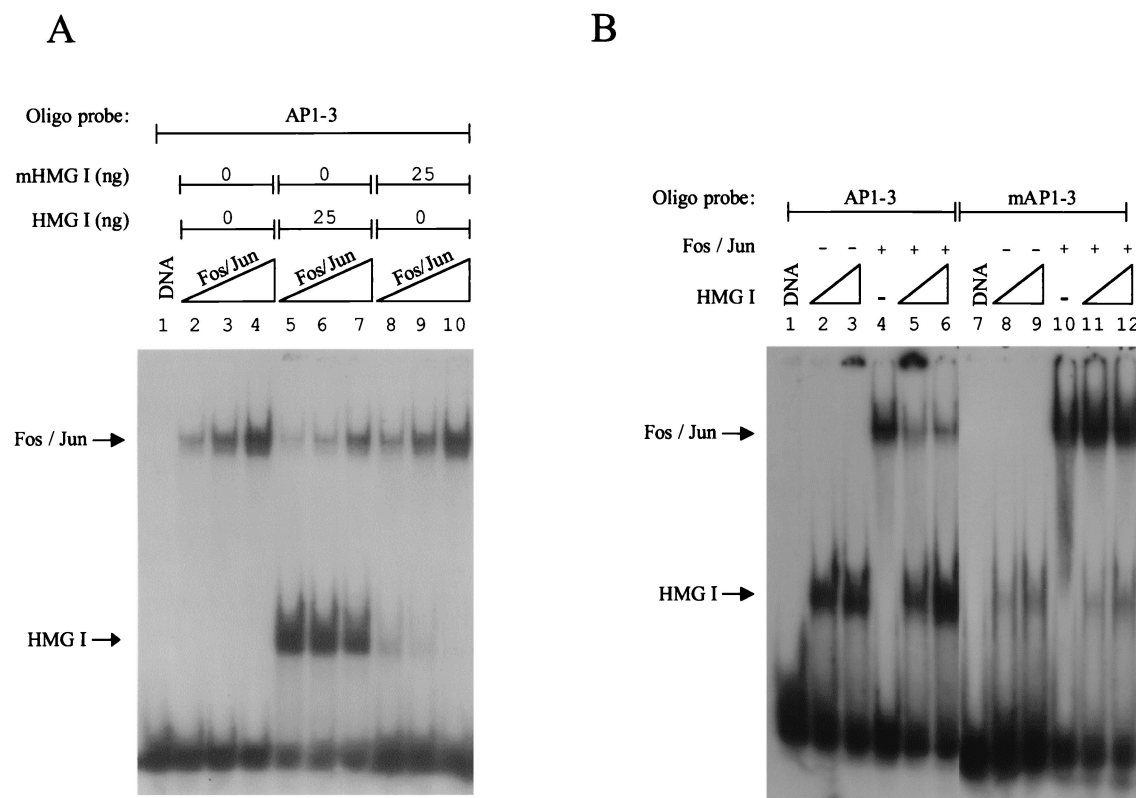 A
Oligo probe: AP1-3
mHMG I (ng) 0 0 25
HMG I (ng) 0 25 0
DNA Fos/Jun Fos/Jun Fos/Jun
1 2 3 4 5 6 7 8 9 10
Fos / Jun
HMG I
B
Oligo probe: AP1-3 mAP1-3
Fos / Jun - - + + + - - + + +
HMG I DNA - DNA -
1 2 3 4 5 6 7 8 9 10 11 12
Fos / Jun
HMG I